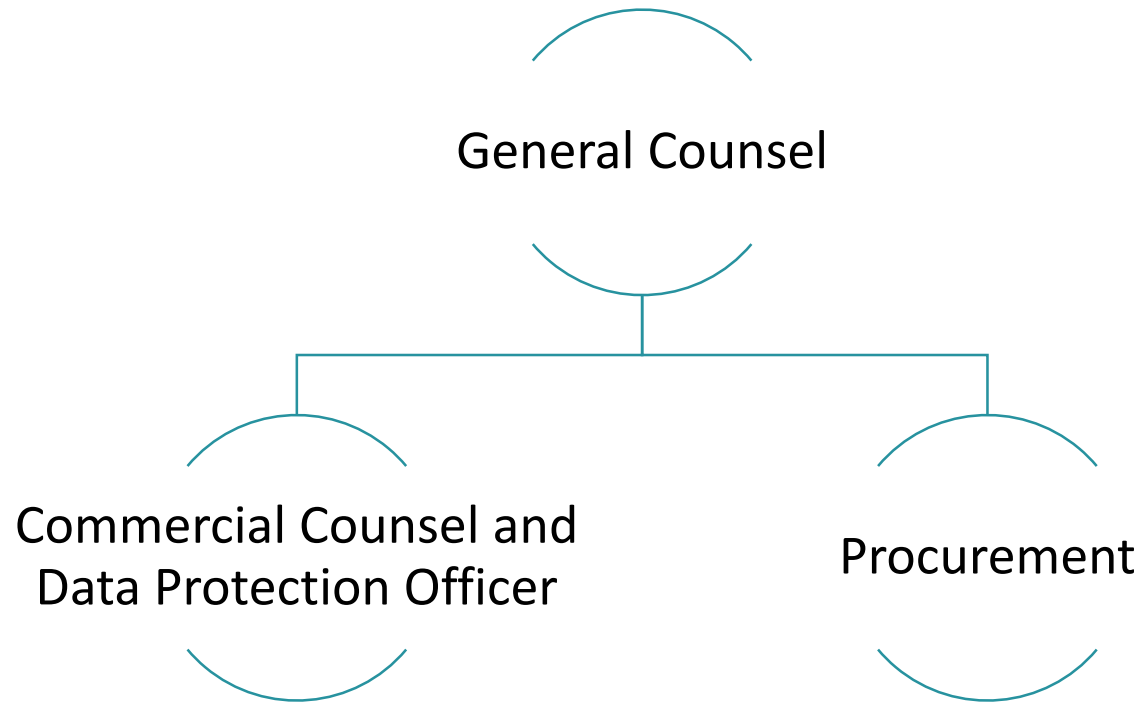 General Counsel
Commercial Counsel and
Data Protection Officer
Procurement